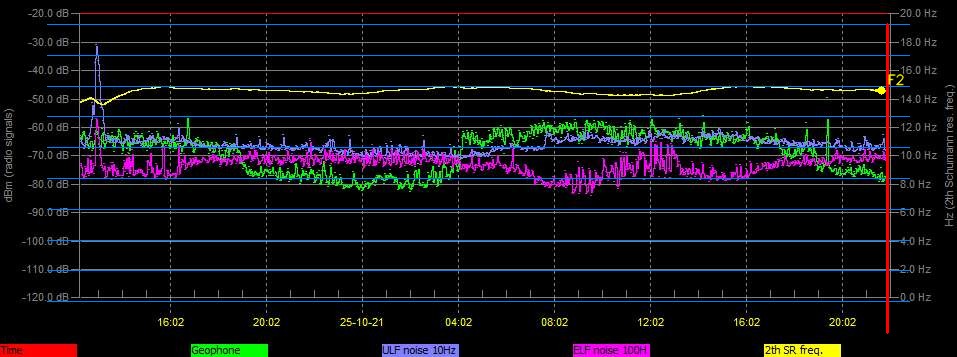 -20.0 dB 20.0 Hz
-30.0 dB 18.0 Hz
-40.0 dB 16.0 Hz
F2
-50.0 dB 14.0 Hz
-60.0 dB 12.0 Hz
-70.0 dB 10.0 Hz
-80.0 dB 8.0 Hz
-90.0 dB 6.0 Hz
-100.0 dB 4.0 Hz
-110.0 dB 2.0 Hz
-120.0 dB 0.0 Hz
dBm (radio signals)
Hz (2th Schumann res. freq.)
16:02 20:02 25-10-21 04:02 08:02 12:02 16:02 20:02
Time Geophone ULF noise 10Hz ELF noise 100H 2th SR freq.